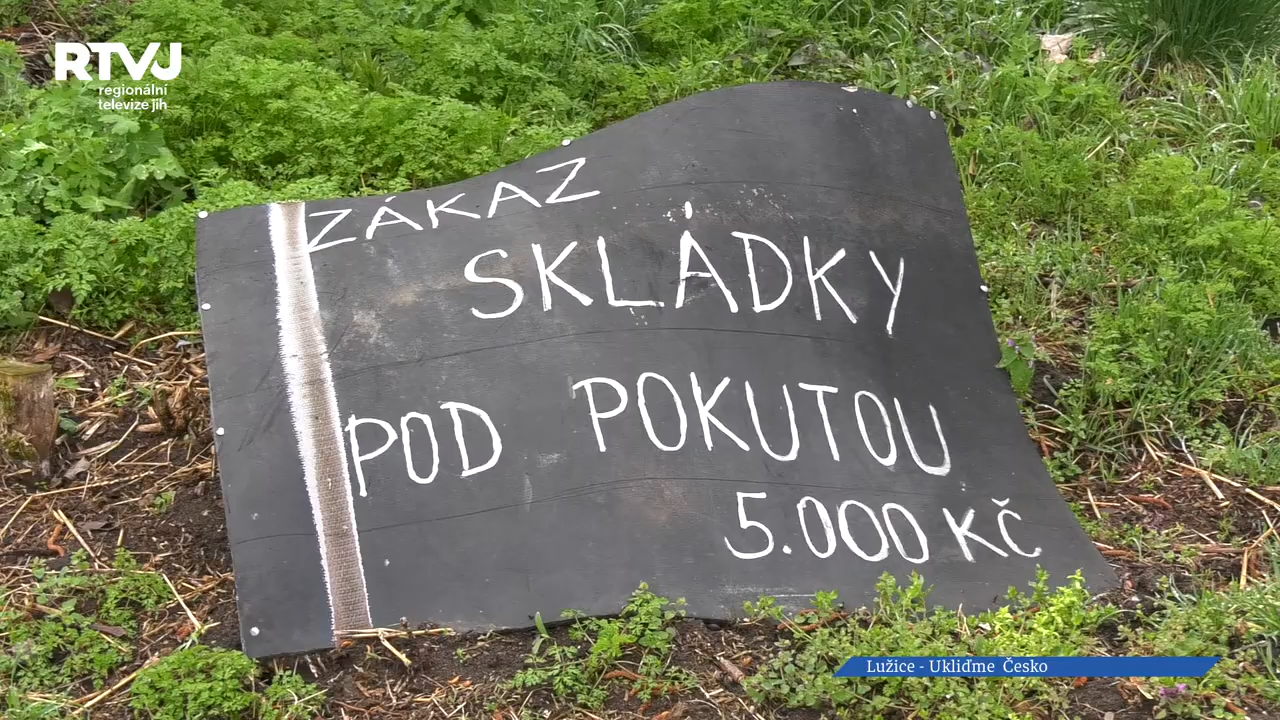 RTVJ
regionální
televize jih
ZÁKAZ
SKLÁDKY
POD POKUTOU
5.000 KČ
Lužice - Ukliďme Česko